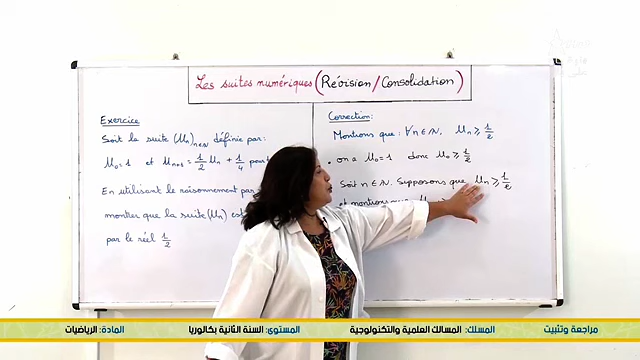 Les suites numériques (Révision / Consolidation)
Exercice
Soit la suite (Un)n∈ℕ définie par :
U0 = 1 et Un+1 = 1/2 Un + 1/4 pour
En utilisant le raisonnement par
montrer que la suite (Un) est
par le réel 1/2
Correction :
Montrons que : ∀n ∈ ℕ. Un ⩾ 1/2
• on a U0 = 1 donc U0 ⩾ 1/2
Soit n ∈ ℕ. Supposons que Un ⩾ 1/2
et montrons que
مراجعة وتثبيت
المسلك: المسالك العلمية والتكنولوجية
المستوى: السنة الثانية بكالوريا
المادة: الرياضيات